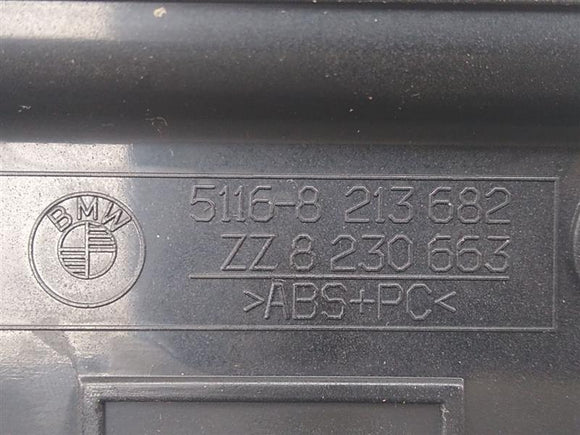 BMW
5116-8 213 682
ZZ 8 230 663
>ABS+PC<